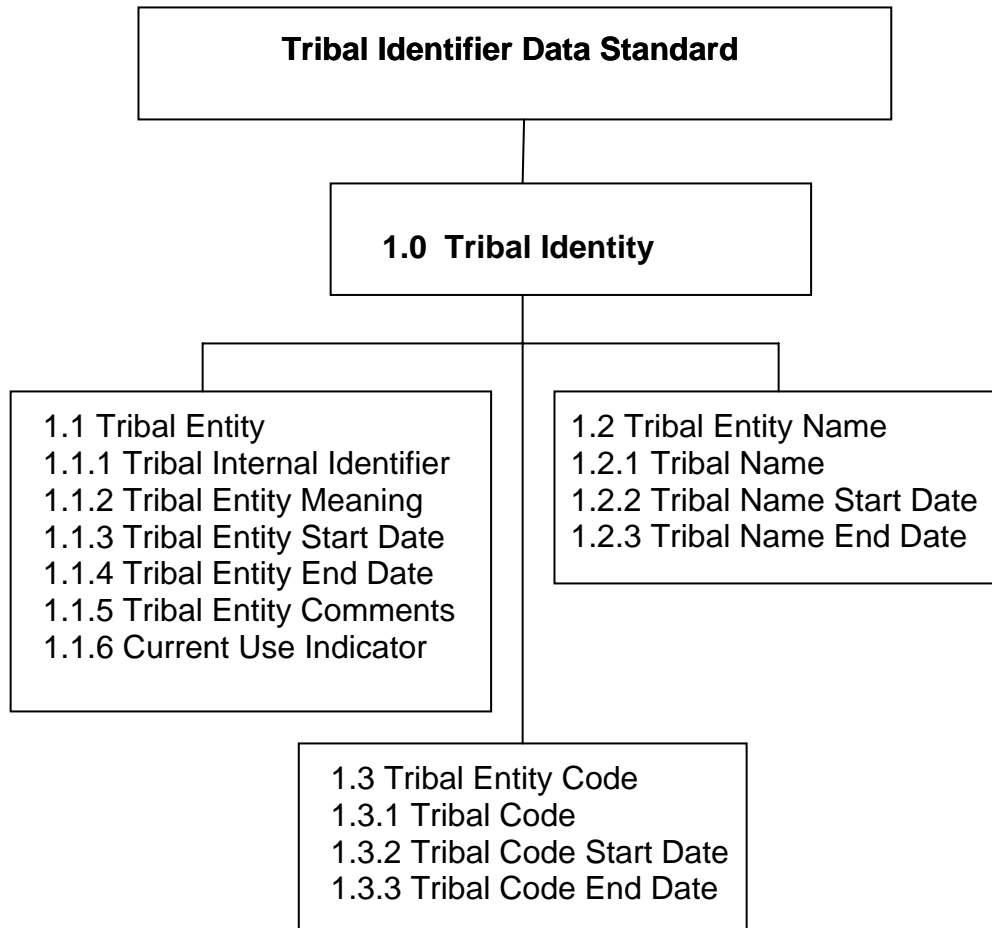 Tribal Identifier Data Standard
1.0 Tribal Identity
1.1 Tribal Entity
1.1.1 Tribal Internal Identifier
1.1.2 Tribal Entity Meaning
1.1.3 Tribal Entity Start Date
1.1.4 Tribal Entity End Date
1.1.5 Tribal Entity Comments
1.1.6 Current Use Indicator
1.2 Tribal Entity Name
1.2.1 Tribal Name
1.2.2 Tribal Name Start Date
1.2.3 Tribal Name End Date
1.3 Tribal Entity Code
1.3.1 Tribal Code
1.3.2 Tribal Code Start Date
1.3.3 Tribal Code End Date